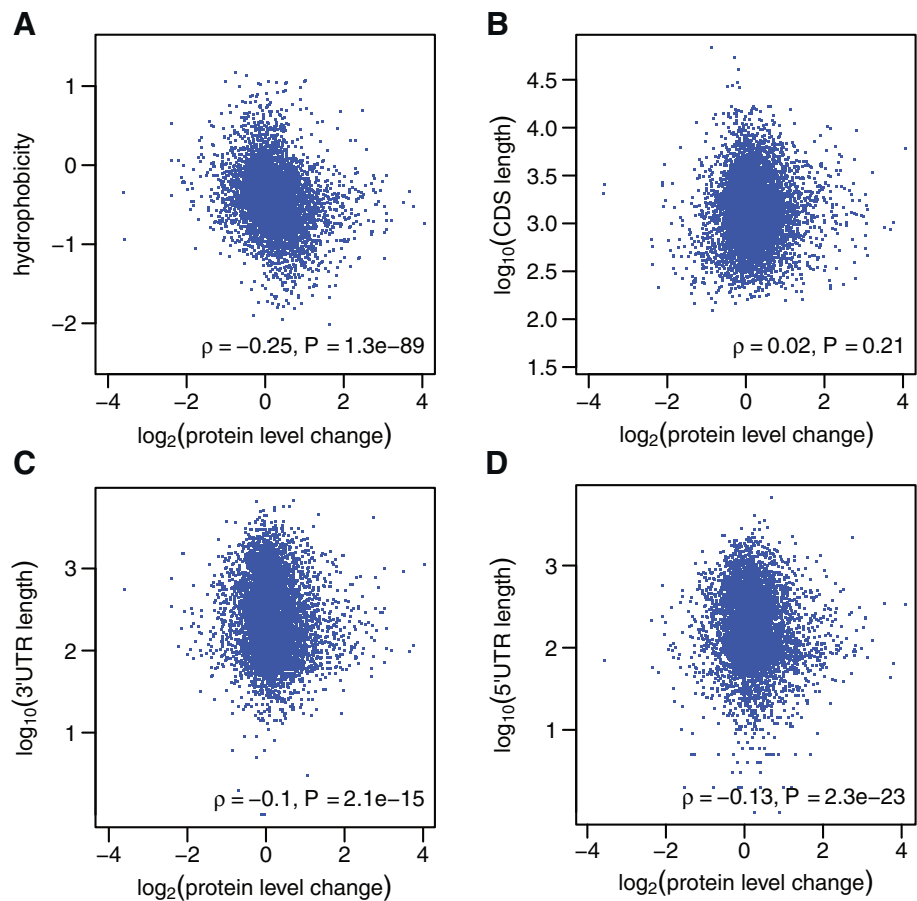 A
hydrophobicity
1
0
−1
−2
ρ = −0.25, P = 1.3e−89
−4 −2 0 2 4
log2(protein level change)
B
log10(CDS length)
4.5
4.0
3.5
3.0
2.5
2.0
1.5
ρ = 0.02, P = 0.21
−4 −2 0 2 4
log2(protein level change)
C
log10(3'UTR length)
3
2
1
ρ = −0.1, P = 2.1e−15
−4 −2 0 2 4
log2(protein level change)
D
log10(5'UTR length)
3
2
1
ρ = −0.13, P = 2.3e−23
−4 −2 0 2 4
log2(protein level change)